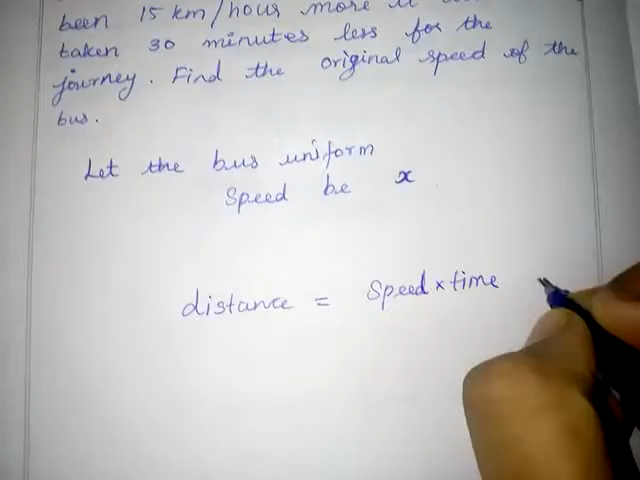 been 15 km/hour more it
taken 30 minutes less for the
journey. Find the original speed of the
bus.
Let the bus uniform
speed be x
distance = Speed × time